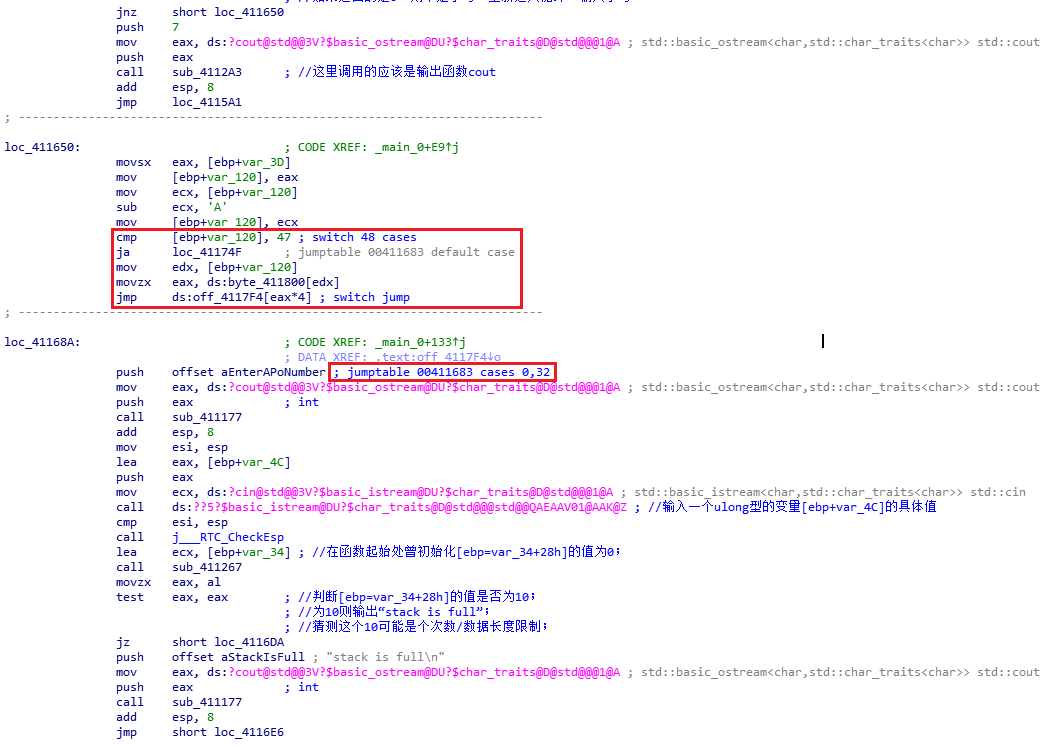 jnz     short loc_411650
push    7
mov     eax, ds:?cout@std@@3V?$basic_ostream@DU?$char_traits@D@std@@@1@A ; std::basic_ostream<char,std::char_traits<char>> std::cout
push    eax
call    sub_4112A3      ; //这里调用的应该是输出函数cout
add     esp, 8
jmp     loc_4115A1
; ---------------------------------------------------------------------------
loc_411650:                             ; CODE XREF: _main_0+E9↑j
movsx   eax, [ebp+var_3D]
mov     [ebp+var_120], eax
mov     ecx, [ebp+var_120]
sub     ecx, 'A'
mov     [ebp+var_120], ecx
cmp     [ebp+var_120], 47 ; switch 48 cases
ja      loc_41174F      ; jumptable 00411683 default case
mov     edx, [ebp+var_120]
movzx   eax, ds:byte_411800[edx]
jmp     ds:off_4117F4[eax*4] ; switch jump
; ---------------------------------------------------------------------------
loc_41168A:                             ; CODE XREF: _main_0+133↑j
; DATA XREF: .text:off_4117F4↓o
push    offset aEnterAPoNumber ; jumptable 00411683 cases 0,32
mov     eax, ds:?cout@std@@3V?$basic_ostream@DU?$char_traits@D@std@@@1@A ; std::basic_ostream<char,std::char_traits<char>> std::cout
push    eax             ; int
call    sub_411177
add     esp, 8
mov     esi, esp
lea     eax, [ebp+var_4C]
push    eax
mov     ecx, ds:?cin@std@@3V?$basic_istream@DU?$char_traits@D@std@@@1@A ; std::basic_istream<char,std::char_traits<char>> std::cin
call    ds:??5?$basic_istream@DU?$char_traits@D@std@@@std@@QAEAAV01@AAK@Z ; //输入一个ulong型的变量[ebp+var_4C]的具体值
cmp     esi, esp
call    j___RTC_CheckEsp
lea     ecx, [ebp+var_34] ; //在函数起始处曾初始化[ebp=var_34+28h]的值为0;
call    sub_411267
movzx   eax, al
test    eax, eax        ; //判断[ebp=var_34+28h]的值是否为10;
; //为10则输出“stack is full”;
; //猜测这个10可能是个次数/数据长度限制;
jz      short loc_4116DA
push    offset aStackIsFull ; "stack is full\n"
mov     eax, ds:?cout@std@@3V?$basic_ostream@DU?$char_traits@D@std@@@1@A ; std::basic_ostream<char,std::char_traits<char>> std::cout
push    eax             ; int
call    sub_411177
add     esp, 8
jmp     short loc_4116E6